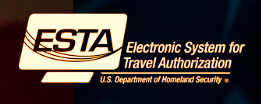 ESTA
Electronic System for
Travel Authorization
U.S. Department of Homeland Security ®